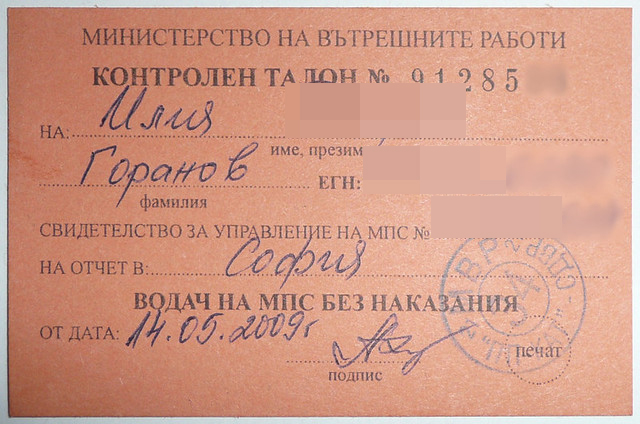 МИНИСТЕРСТВО НА ВЪТРЕШНИТЕ РАБОТИ
КОНТРОЛЕН ТАЛОН № 91285
НА: Илия
име, презим
Горанов ЕГН:
фамилия
СВИДЕТЕЛСТВО ЗА УПРАВЛЕНИЕ НА МПС №
НА ОТЧЕТ В: София
ВОДАЧ НА МПС БЕЗ НАКАЗАНИЯ
ОТ ДАТА: 14.05.2009г
печат
подпис